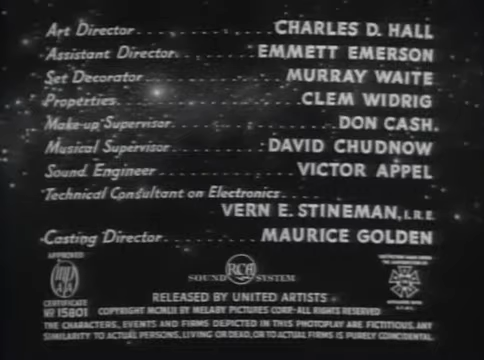 Art Director CHARLES D. HALL
Assistant Director EMMETT EMERSON
Set Decorator MURRAY WAITE
Properties CLEM WIDRIG
Make-up Supervisor DON CASH.
Musical Supervisor DAVID CHUDNOW
Sound Engineer VICTOR APPEL
Technical Consultant on Electronics
VERN E. STINEMAN, I.R.E.
Casting Director MAURICE GOLDEN
APPROVED
CERTIFICATE
Nº 15801
SOUND RCA SYSTEM
RELEASED BY UNITED ARTISTS
COPYRIGHT MCMLII BY MELABY PICTURES CORP.-ALL RIGHTS RESERVED
THE CHARACTERS, EVENTS AND FIRMS DEPICTED IN THIS PHOTOPLAY ARE FICTITIOUS. ANY
SIMILARITY TO ACTUAL PERSONS, LIVING OR DEAD, OR TO ACTUAL FIRMS IS PURELY COINCIDENTAL.